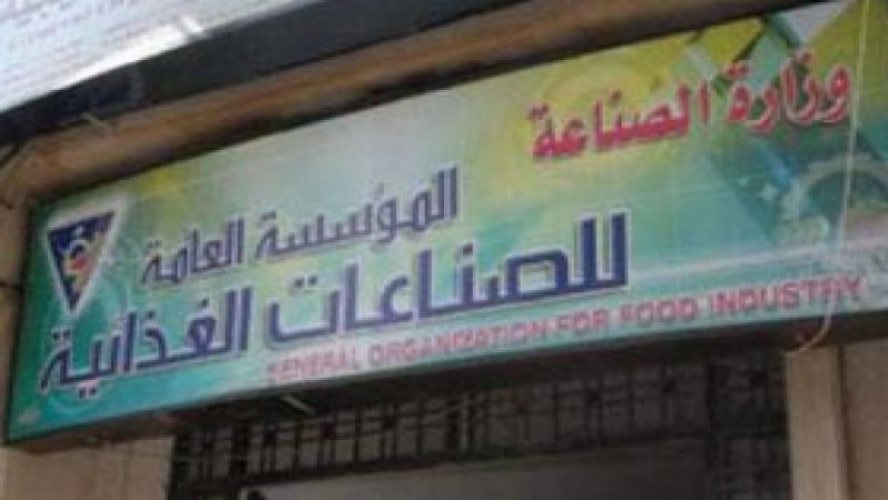 وزارة الصناعة
المؤسسة العامة
للصناعات الغذائية
GENERAL ORGANIZATION FOR FOOD INDUSTRY